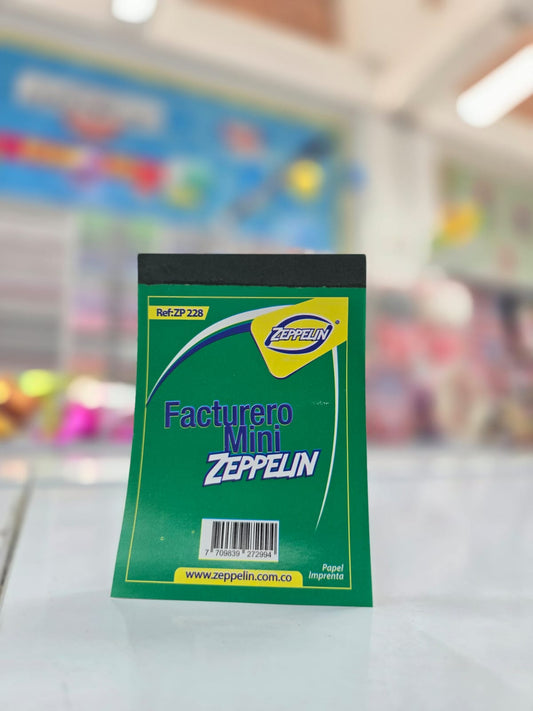 Ref:ZP 228
ZEPPELIN
Facturero
Mini
ZEPPELIN
7 709839 272994
www.zeppelin.com.co
Papel
Imprenta